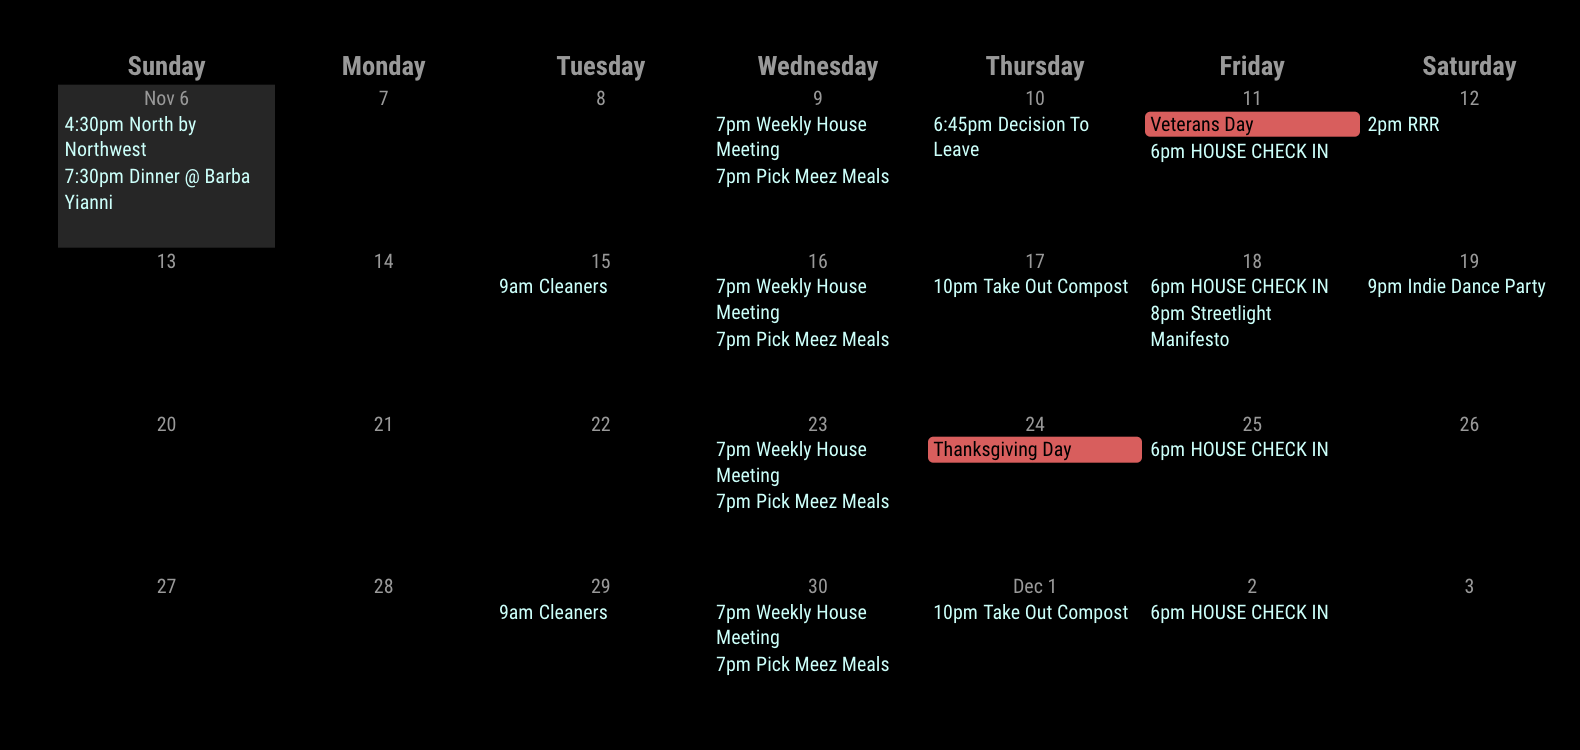 Sunday Monday Tuesday Wednesday Thursday Friday Saturday
Nov 6 7 8 9 10 11 12
4:30pm North by
Northwest
7:30pm Dinner @ Barba
Yianni
7pm Weekly House
Meeting
7pm Pick Meez Meals
6:45pm Decision To
Leave
Veterans Day
6pm HOUSE CHECK IN
2pm RRR
13 14 15 16 17 18 19
9am Cleaners
7pm Weekly House
Meeting
7pm Pick Meez Meals
10pm Take Out Compost
6pm HOUSE CHECK IN
8pm Streetlight
Manifesto
9pm Indie Dance Party
20 21 22 23 24 25 26
7pm Weekly House
Meeting
7pm Pick Meez Meals
Thanksgiving Day
6pm HOUSE CHECK IN
27 28 29 30 Dec 1 2 3
9am Cleaners
7pm Weekly House
Meeting
7pm Pick Meez Meals
10pm Take Out Compost
6pm HOUSE CHECK IN